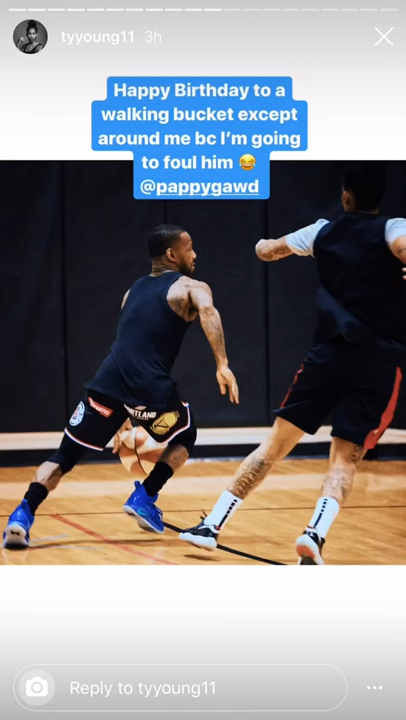 tyyoung11 3h
Happy Birthday to a
walking bucket except
around me bc I'm going
to foul him 😂
@pappygawd
Reply to tyyoung11